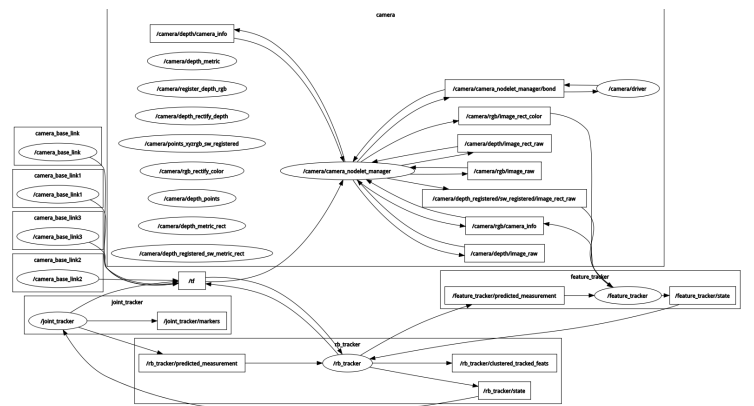 camera
/camera/depth/camera_info
/camera/depth_metric
/camera/register_depth_rgb
/camera/depth_rectify_depth
/camera/points_xyzrgb_sw_registered
/camera/rgb_rectify_color
/camera/depth_points
/camera/depth_metric_rect
/camera/depth_registered_sw_metric_rect
/camera/camera_nodelet_manager
/camera/camera_nodelet_manager/bond
/camera/driver
/camera/rgb/image_rect_color
/camera/depth/image_rect_raw
/camera/rgb/image_raw
/camera/depth_registered/sw_registered/image_rect_raw
/camera/rgb/camera_info
/camera/depth/image_raw
camera_base_link
/camera_base_link
camera_base_link1
/camera_base_link1
camera_base_link3
/camera_base_link3
camera_base_link2
/camera_base_link2
/tf
feature_tracker
/feature_tracker/predicted_measurement
/feature_tracker
/feature_tracker/state
joint_tracker
/joint_tracker
/joint_tracker/markers
rb_tracker
/rb_tracker/predicted_measurement
/rb_tracker
/rb_tracker/clustered_tracked_feats
/rb_tracker/state